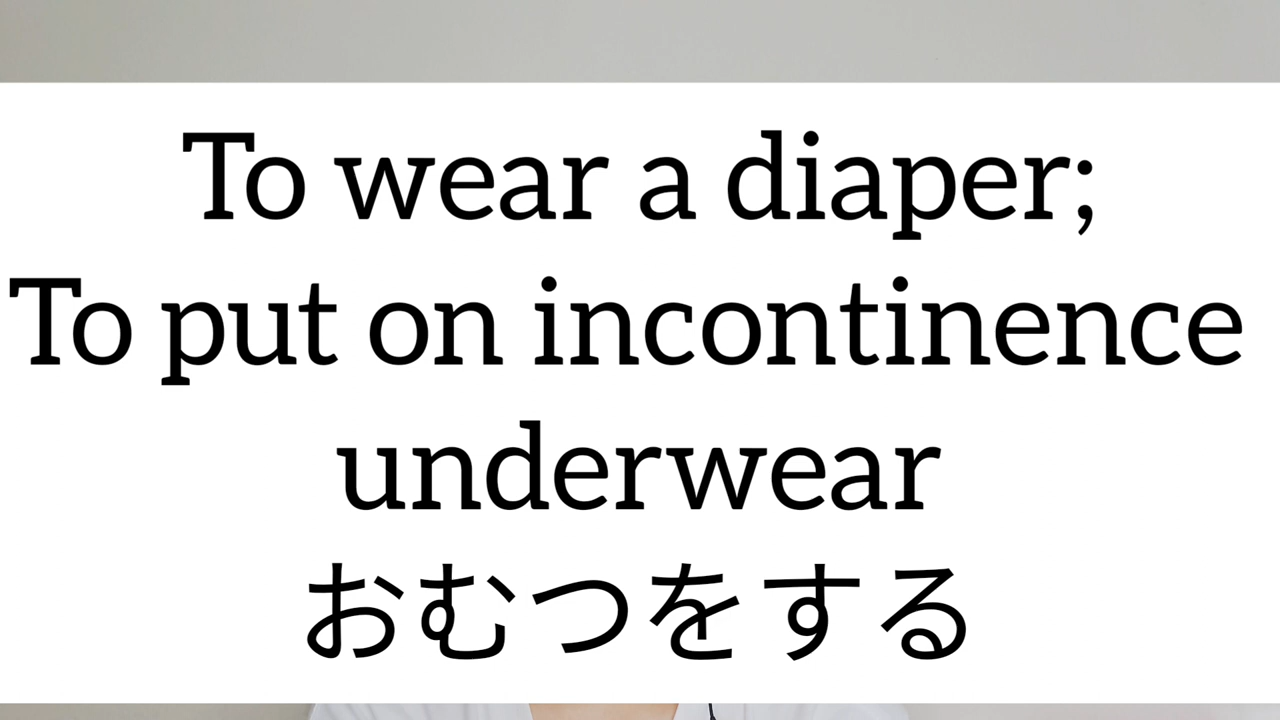 To wear a diaper;
To put on incontinence
underwear
おむつをする